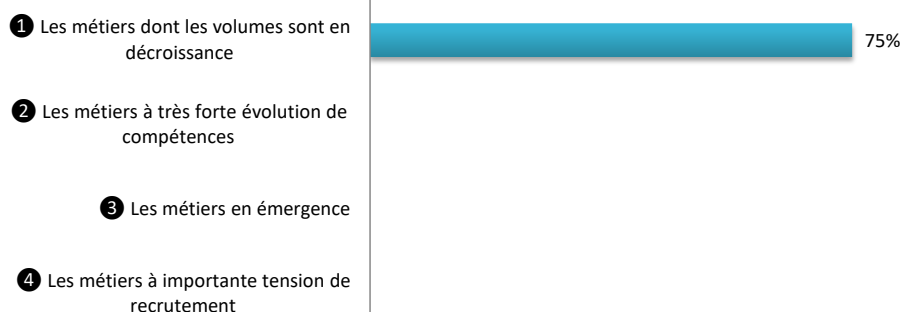 ❶ Les métiers dont les volumes sont en
décroissance
75%
❷ Les métiers à très forte évolution de
compétences
❸ Les métiers en émergence
❹ Les métiers à importante tension de
recrutement